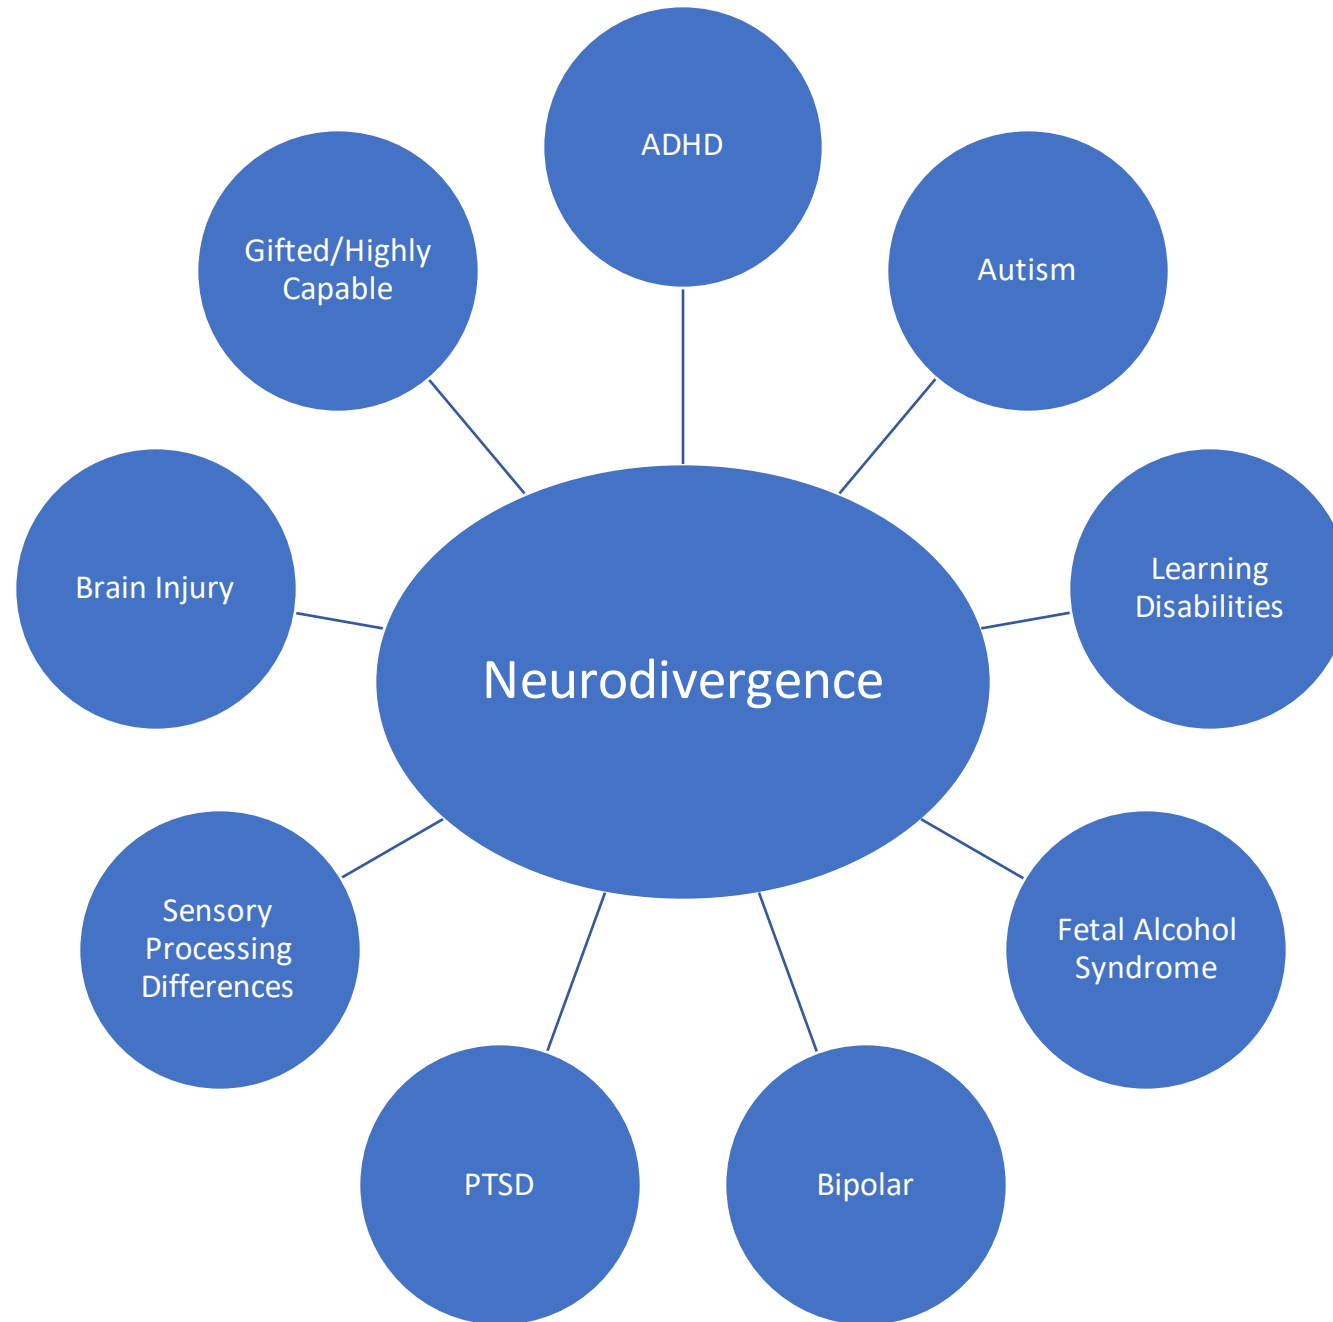 ADHD
Autism
Learning
Disabilities
Fetal Alcohol
Syndrome
Bipolar
PTSD
Sensory
Processing
Differences
Brain Injury
Gifted/Highly
Capable
Neurodivergence